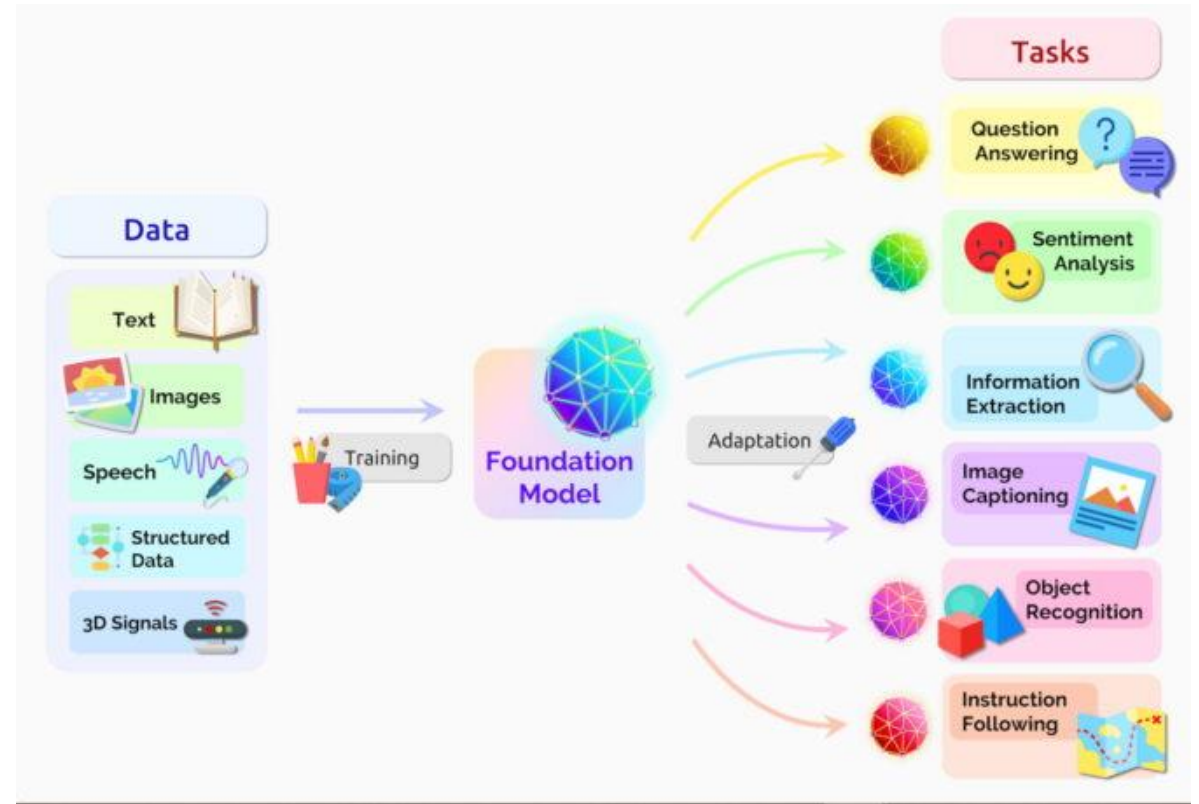 Data
Text
Images
Speech
Structured
Data
3D Signals
Training
Foundation
Model
Adaptation
Tasks
Question
Answering
?
Sentiment
Analysis
Information
Extraction
Image
Captioning
Object
Recognition
Instruction
Following